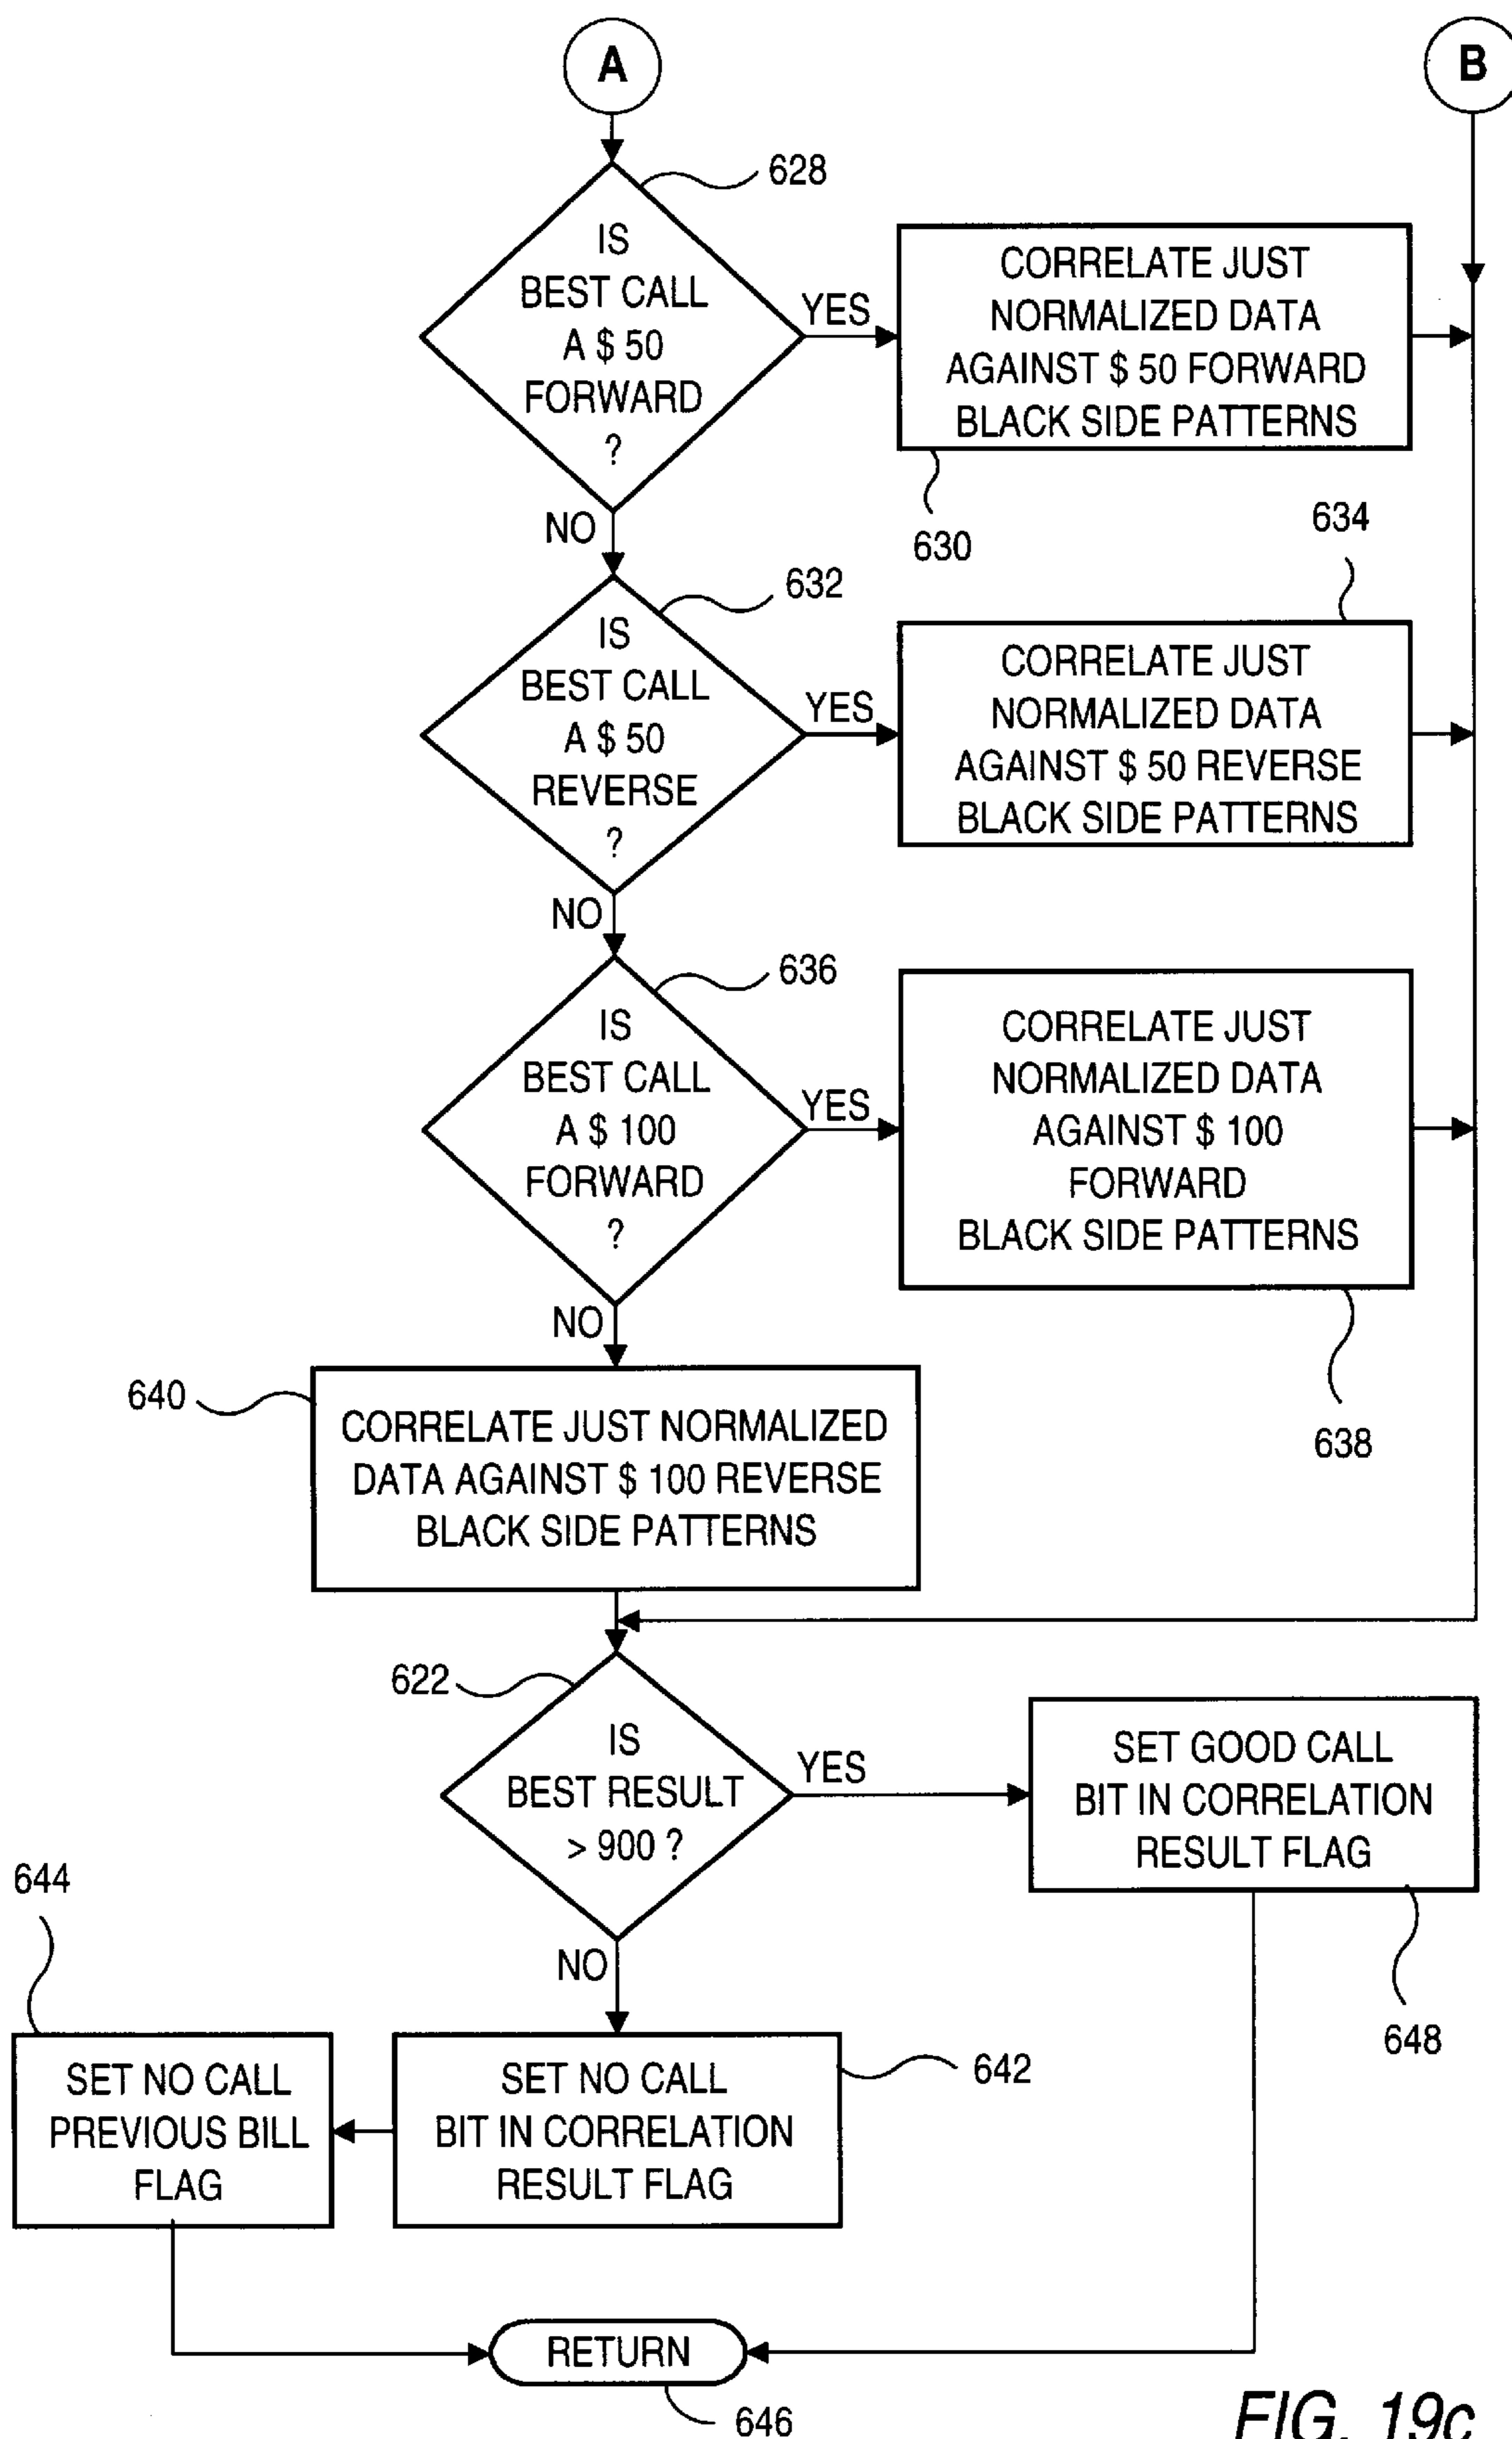 A
B
628
IS
BEST CALL
A $ 50
FORWARD
?
YES
CORRELATE JUST
NORMALIZED DATA
AGAINST $ 50 FORWARD
BLACK SIDE PATTERNS
630
NO
632
IS
BEST CALL
A $ 50
REVERSE
?
YES
634
CORRELATE JUST
NORMALIZED DATA
AGAINST $ 50 REVERSE
BLACK SIDE PATTERNS
NO
636
IS
BEST CALL
A $ 100
FORWARD
?
YES
CORRELATE JUST
NORMALIZED DATA
AGAINST $ 100
FORWARD
BLACK SIDE PATTERNS
638
NO
640
CORRELATE JUST NORMALIZED
DATA AGAINST $ 100 REVERSE
BLACK SIDE PATTERNS
622
IS
BEST RESULT
> 900 ?
YES
SET GOOD CALL
BIT IN CORRELATION
RESULT FLAG
648
NO
644
SET NO CALL
PREVIOUS BILL
FLAG
SET NO CALL
BIT IN CORRELATION
RESULT FLAG
642
RETURN
646
FIG. 19c